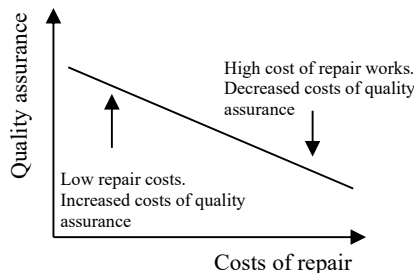 Quality assurance
High cost of repair works.
Decreased costs of quality
assurance
Low repair costs.
Increased costs of quality
assurance
Costs of repair